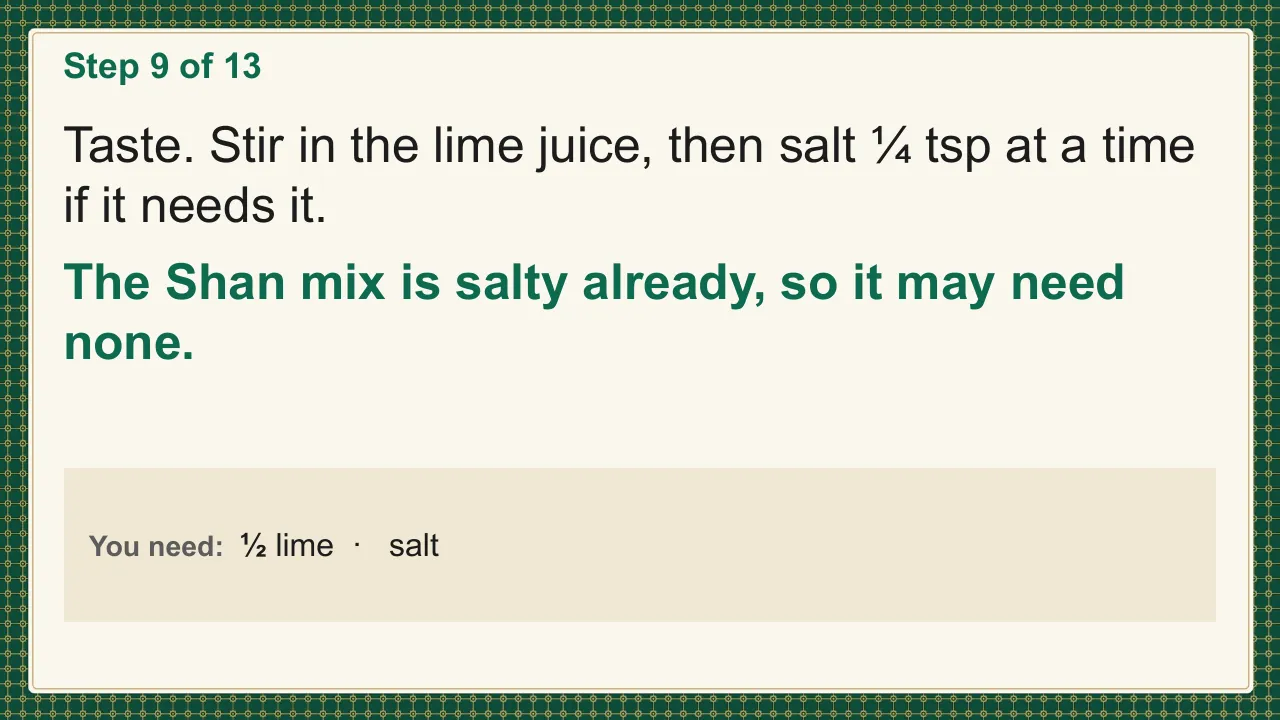 Step 9 of 13
Taste. Stir in the lime juice, then salt ¼ tsp at a time
if it needs it.
The Shan mix is salty already, so it may need
none.
You need: ½ lime · salt